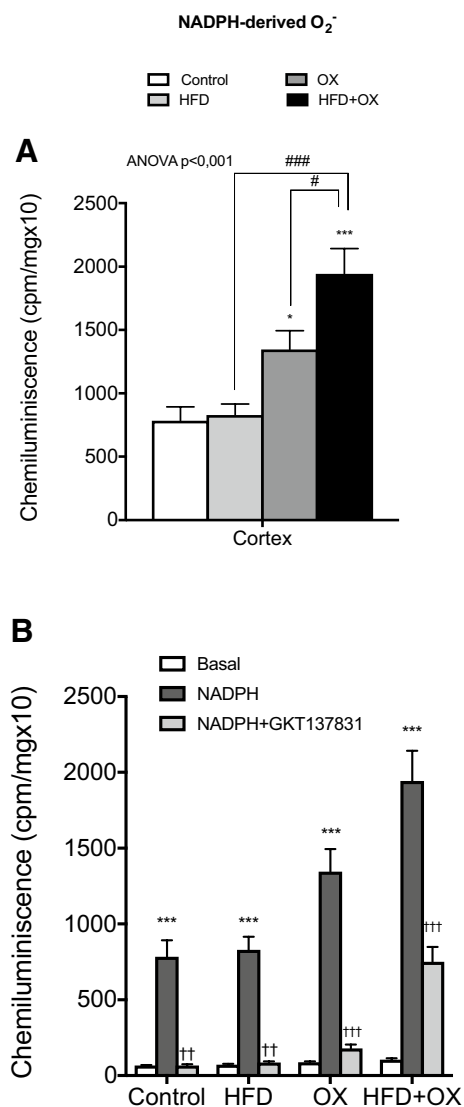 NADPH-derived O₂⁻
Control
OX
HFD
HFD+OX
A
ANOVA p<0,001
###
#
***
*
Chemiluminiscence (cpm/mgx10)
2500
2000
1500
1000
500
0
Cortex
B
Basal
NADPH
NADPH+GKT137831
Chemiluminiscence (cpm/mgx10)
2500
2000
1500
1000
500
0
***
***
***
***
††
††
†††
†††
Control HFD OX HFD+OX